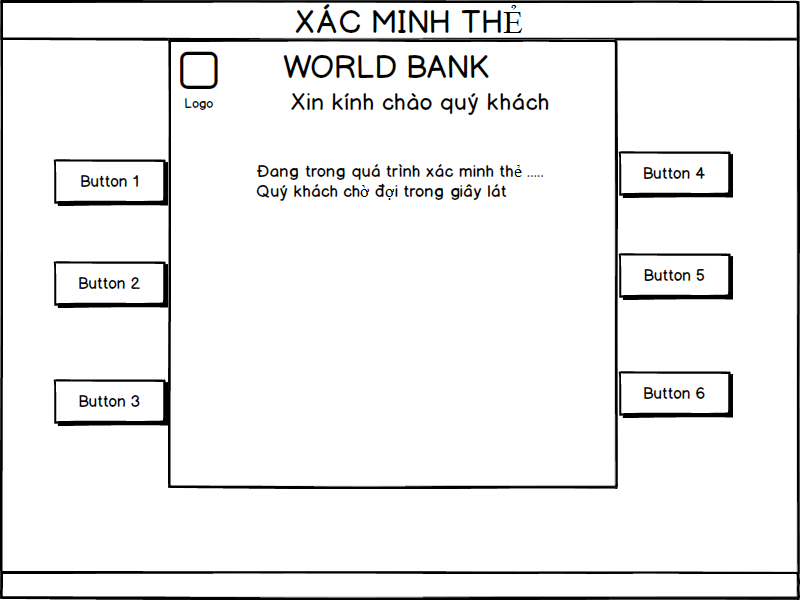 XÁC MINH THẺ
WORLD BANK
Logo
Xin kính chào quý khách
Đang trong quá trình xác minh thẻ .....
Quý khách chờ đợi trong giây lát
Button 1
Button 4
Button 2
Button 5
Button 3
Button 6